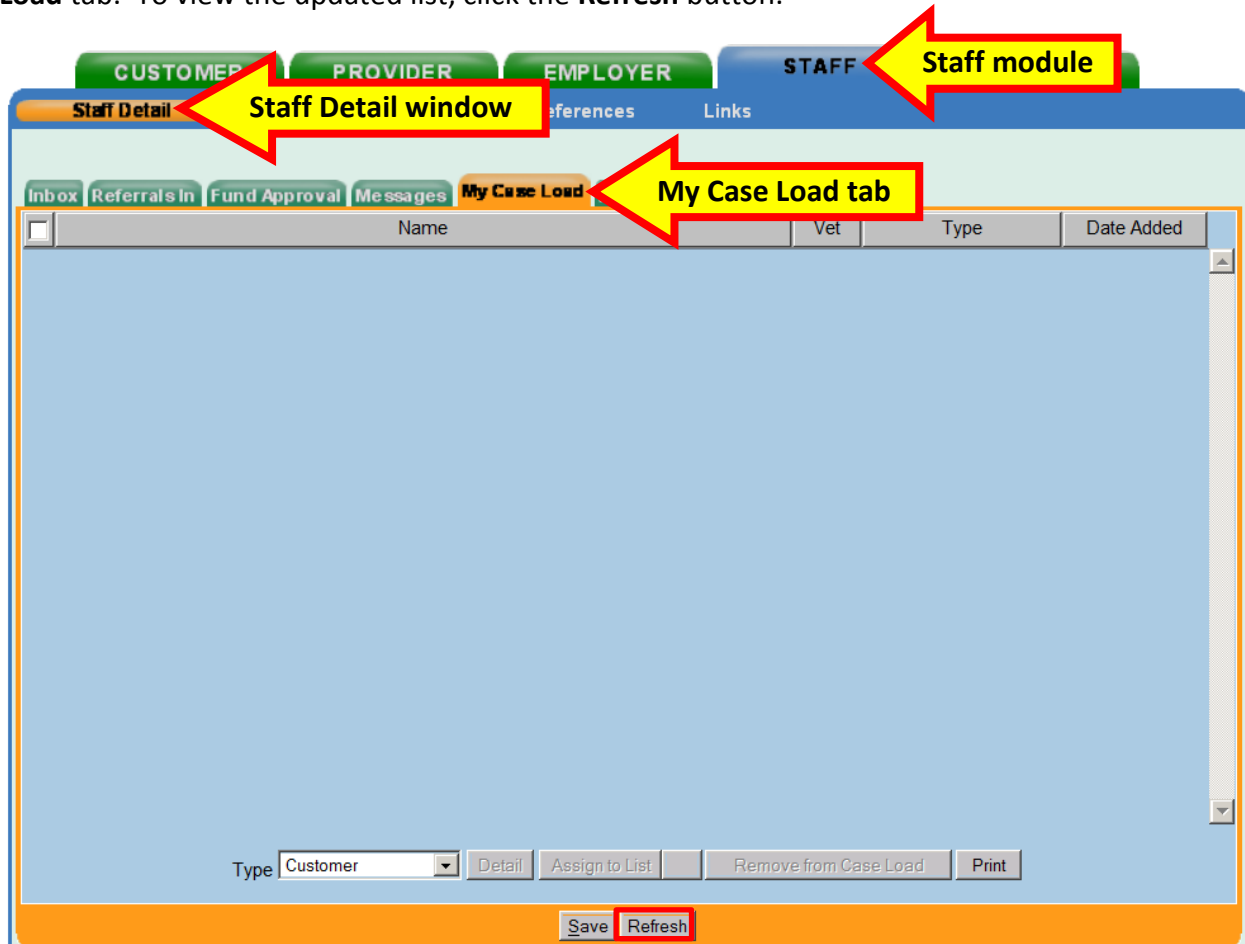 Load tab. To view the updated list, click the Refresh button.
CUSTOMER PROVIDER EMPLOYER STAFF Staff module
Staff Detail Staff Detail window Links
Inbox Referrals In Fund Approval Messages My Case Load My Case Load tab
Name Vet Type Date Added
Type Customer Detail Assign to List Remove from Case Load Print
Save Refresh